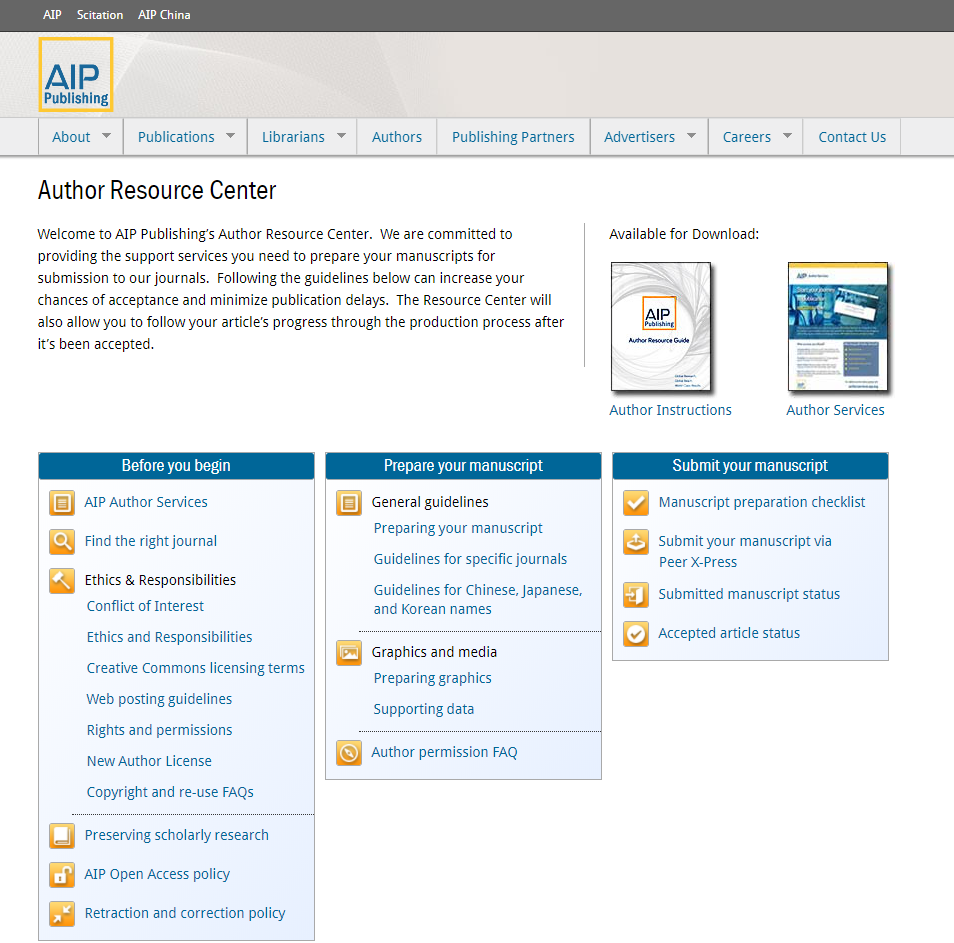 AIP Scitation AIP China
AIP
Publishing
About Publications Librarians Authors Publishing Partners Advertisers Careers Contact Us
Author Resource Center
Welcome to AIP Publishing’s Author Resource Center. We are committed to
providing the support services you need to prepare your manuscripts for
submission to our journals. Following the guidelines below can increase your
chances of acceptance and minimize publication delays. The Resource Center will
also allow you to follow your article’s progress through the production process after
it’s been accepted.
Available for Download:
AIP
Publishing
Author Resource Guide
Author Instructions
AIP
Author Services
Before you begin
AIP Author Services
Find the right journal
Ethics & Responsibilities
Conflict of Interest
Ethics and Responsibilities
Creative Commons licensing terms
Web posting guidelines
Rights and permissions
New Author License
Copyright and re-use FAQs
Preserving scholarly research
AIP Open Access policy
Retraction and correction policy
Prepare your manuscript
General guidelines
Preparing your manuscript
Guidelines for specific journals
Guidelines for Chinese, Japanese,
and Korean names
Graphics and media
Preparing graphics
Supporting data
Author permission FAQ
Submit your manuscript
Manuscript preparation checklist
Submit your manuscript via
Peer X-Press
Submitted manuscript status
Accepted article status